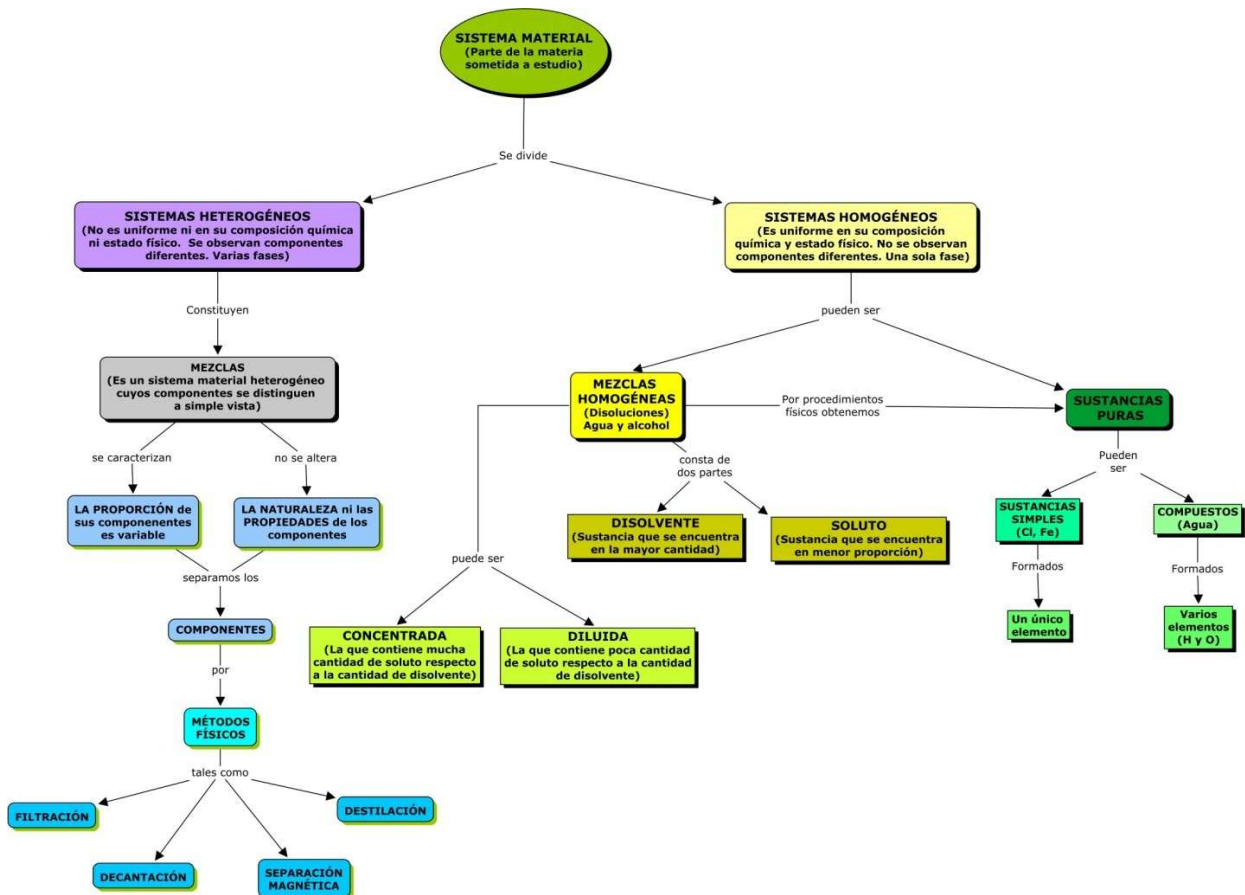 SISTEMA MATERIAL
(Parte de la materia
sometida a estudio)
Se divide
SISTEMAS HETEROGÉNEOS
(No es uniforme ni en su composición química
ni estado físico.  Se observan componentes
diferentes. Varias fases)
SISTEMAS HOMOGÉNEOS
(Es uniforme en su composición
química y estado físico. No se observan
componentes diferentes. Una sola fase)
Constituyen
pueden ser
MEZCLAS
(Es un sistema material heterogéneo
cuyos componentes se distinguen
a simple vista)
MEZCLAS
HOMOGÉNEAS
(Disoluciones)
Agua y alcohol
Por procedimientos
físicos obtenemos
SUSTANCIAS
PURAS
se caracterizan
no se altera
consta de
dos partes
Pueden
ser
LA PROPORCIÓN de
sus componenentes
es variable
LA NATURALEZA ni las
PROPIEDADES de los
componentes
DISOLVENTE
(Sustancia que se encuentra
en la mayor cantidad)
SOLUTO
(Sustancia que se encuentra
en menor proporción)
SUSTANCIAS
SIMPLES
(Cl, Fe)
COMPUESTOS
(Agua)
separamos los
puede ser
Formados
Formados
COMPONENTES
CONCENTRADA
(La que contiene mucha
cantidad de soluto respecto
a la cantidad de disolvente)
DILUIDA
(La que contiene poca cantidad
de soluto respecto a la cantidad
de disolvente)
Un único
elemento
Varios
elementos
(H y O)
por
MÉTODOS
FÍSICOS
tales como
FILTRACIÓN
DECANTACIÓN
SEPARACIÓN
MAGNÉTICA
DESTILACIÓN